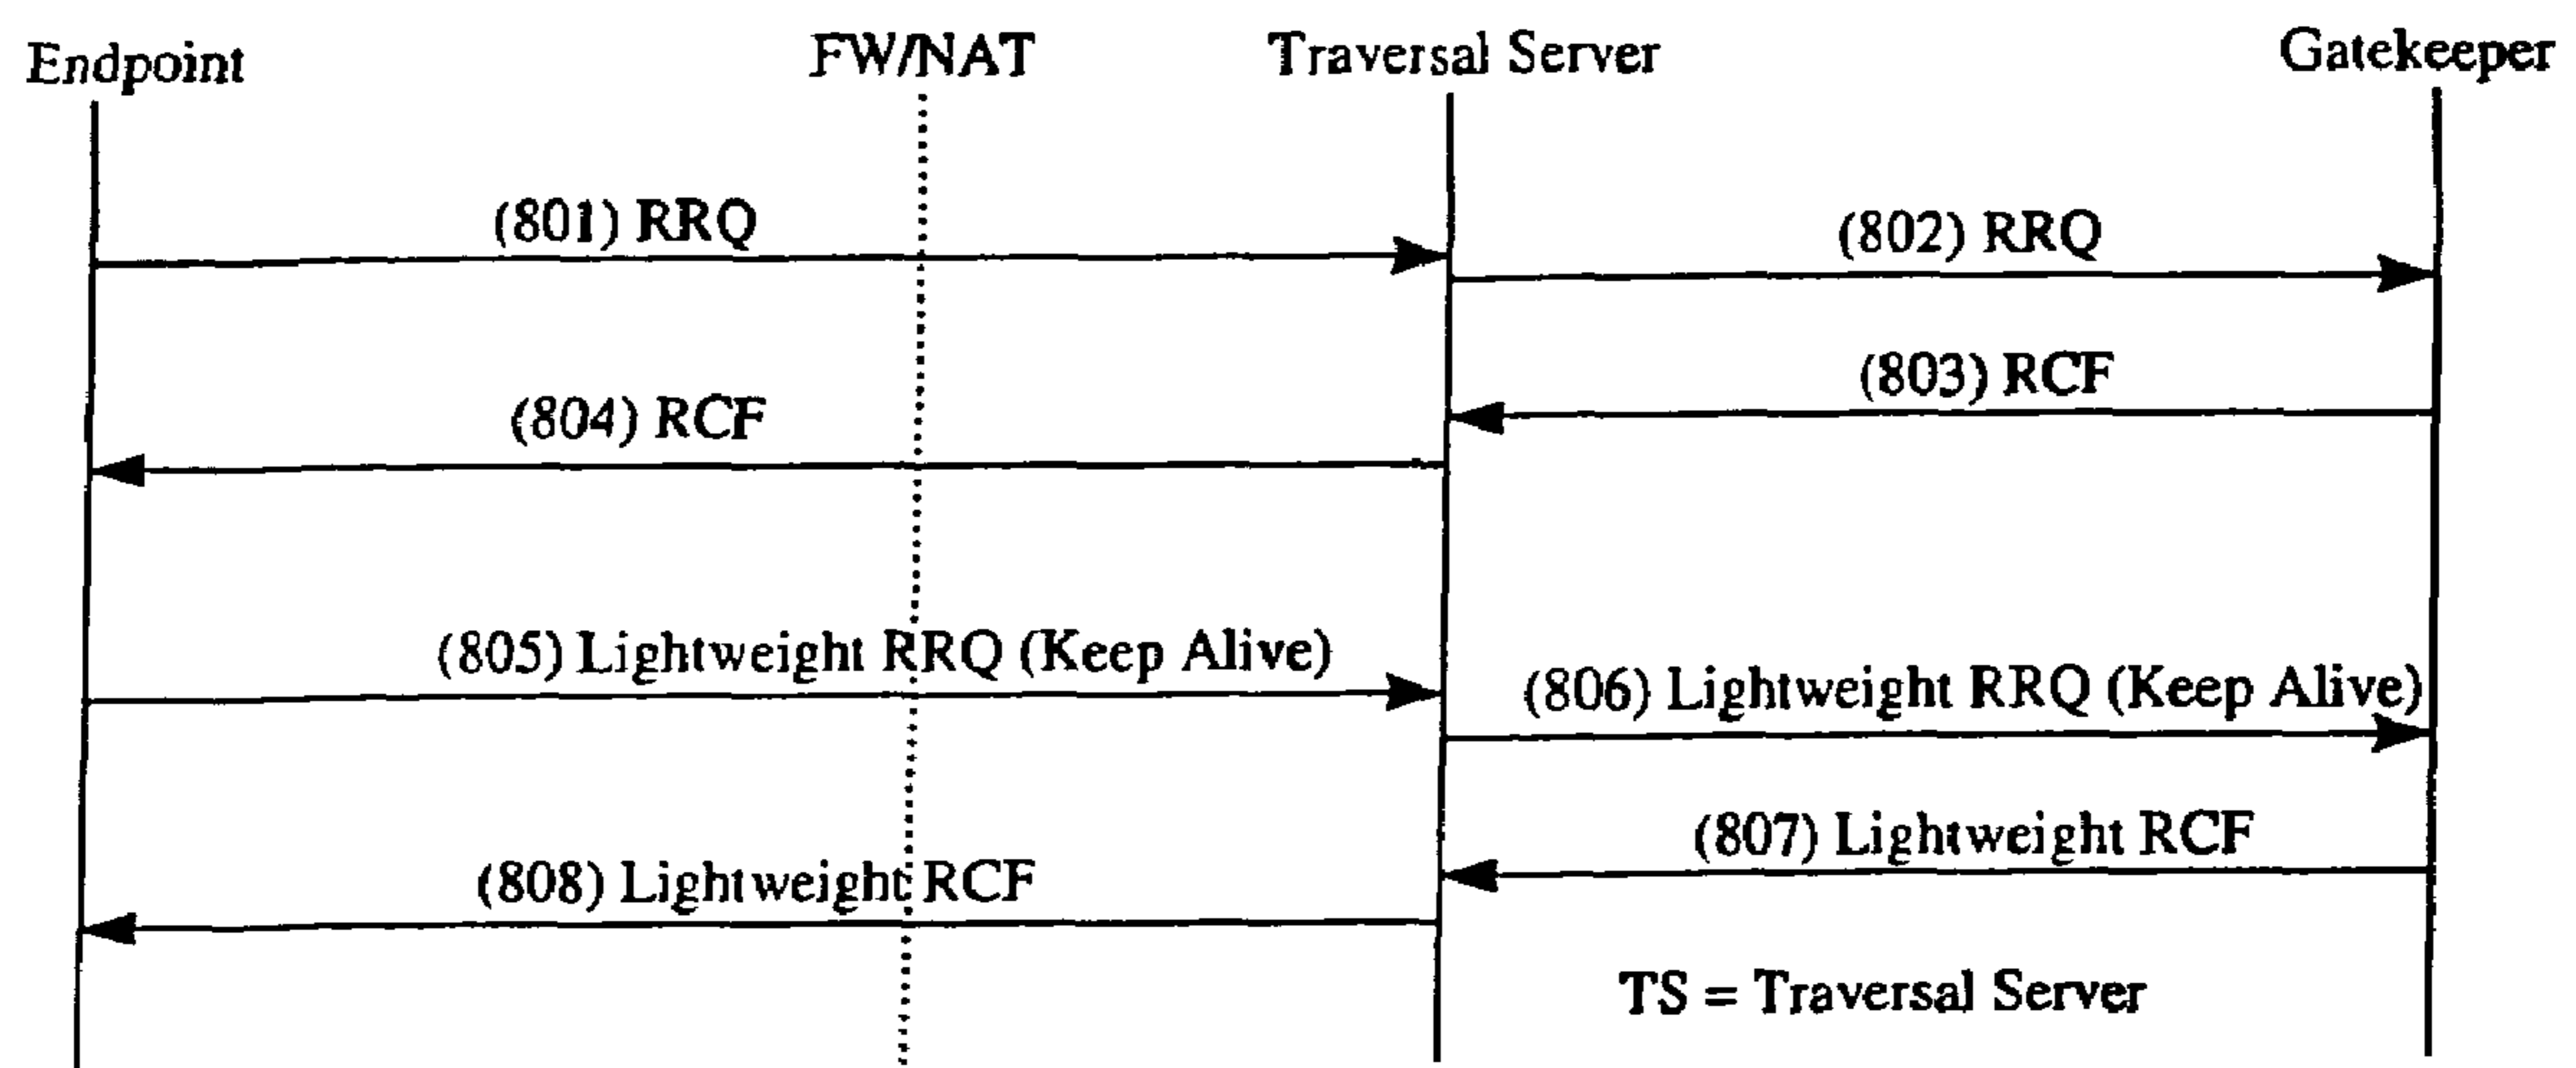 Endpoint
FW/NAT
Traversal Server
Gatekeeper
(801) RRQ
(802) RRQ
(803) RCF
(804) RCF
(805) Lightweight RRQ (Keep Alive)
(806) Lightweight RRQ (Keep Alive)
(807) Lightweight RCF
(808) Lightweight RCF
TS = Traversal Server